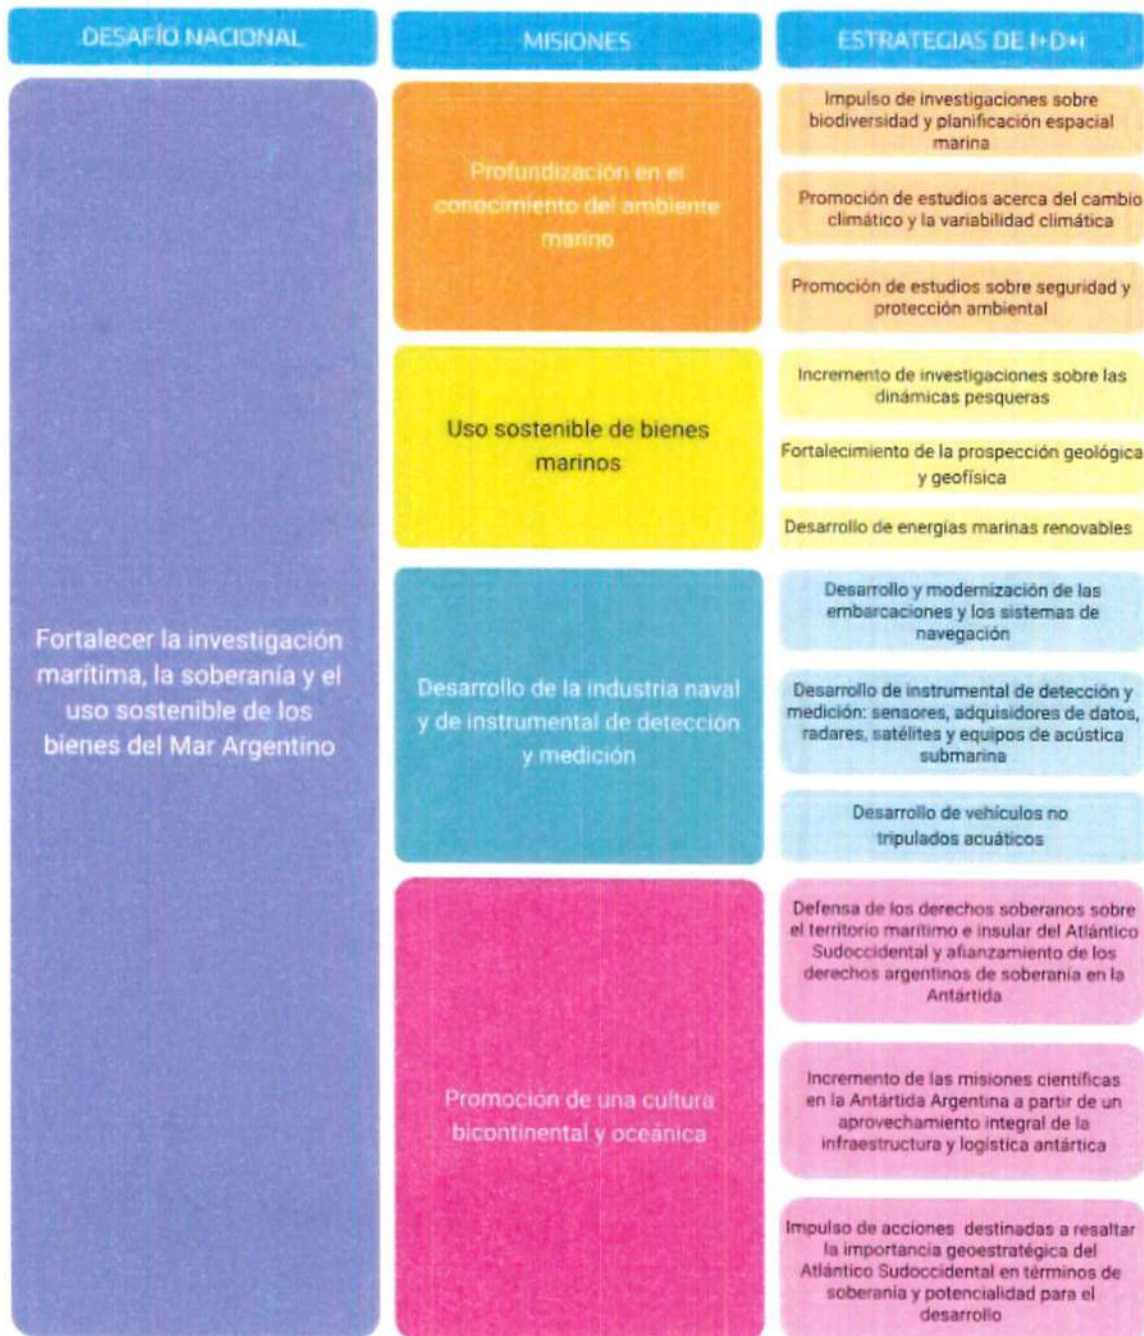 DESAFÍO NACIONAL
MISIONES
ESTRATEGIAS DE I+D+i
Fortalecer la investigación
marítima, la soberanía y el
uso sostenible de los
bienes del Mar Argentino
Profundización en el
conocimiento del ambiente
marino
Impulso de investigaciones sobre
biodiversidad y planificación espacial
marina
Promoción de estudios acerca del cambio
climático y la variabilidad climática
Promoción de estudios sobre seguridad y
protección ambiental
Uso sostenible de bienes
marinos
Incremento de investigaciones sobre las
dinámicas pesqueras
Fortalecimiento de la prospección geológica
y geofísica
Desarrollo de energías marinas renovables
Desarrollo de la industria naval
y de instrumental de detección
y medición
Desarrollo y modernización de las
embarcaciones y los sistemas de
navegación
Desarrollo de instrumental de detección y
medición: sensores, adquisidores de datos,
radares, satélites y equipos de acústica
submarina
Desarrollo de vehículos no
tripulados acuáticos
Promoción de una cultura
bicontinental y oceánica
Defensa de los derechos soberanos sobre
el territorio marítimo e insular del Atlántico
Sudoccidental y afianzamiento de los
derechos argentinos de soberanía en la
Antártida
Incremento de las misiones científicas
en la Antártida Argentina a partir de un
aprovechamiento integral de la
infraestructura y logística antártica
Impulso de acciones destinadas a resaltar
la importancia geoestratégica del
Atlántico Sudoccidental en términos de
soberanía y potencialidad para el
desarrollo